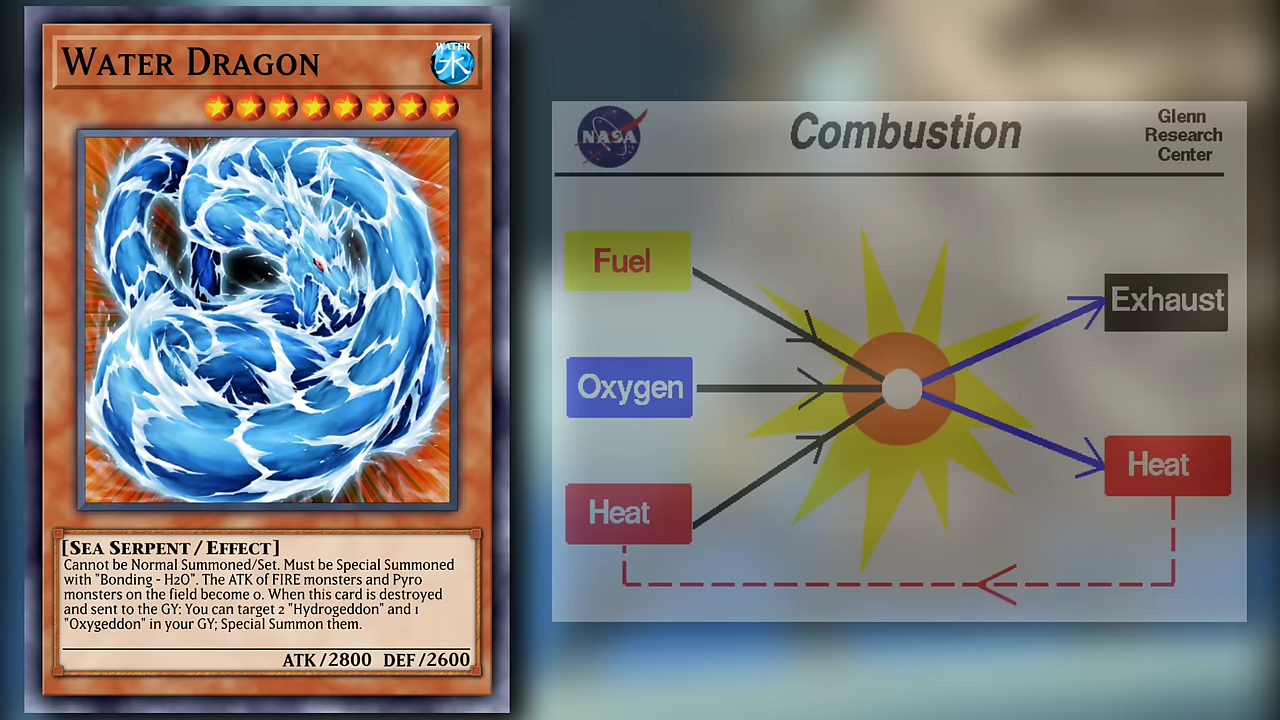 WATER DRAGON
WATER
水
[SEA SERPENT/EFFECT]
Cannot be Normal Summoned/Set. Must be Special Summoned
with "Bonding - H2O". The ATK of FIRE monsters and Pyro
monsters on the field become 0. When this card is destroyed
and sent to the GY: You can target 2 "Hydrogeddon" and 1
"Oxygeddon" in your GY; Special Summon them.
ATK/2800 DEF/2600
NASA
Combustion
Glenn
Research
Center
Fuel
Oxygen
Heat
Exhaust
Heat